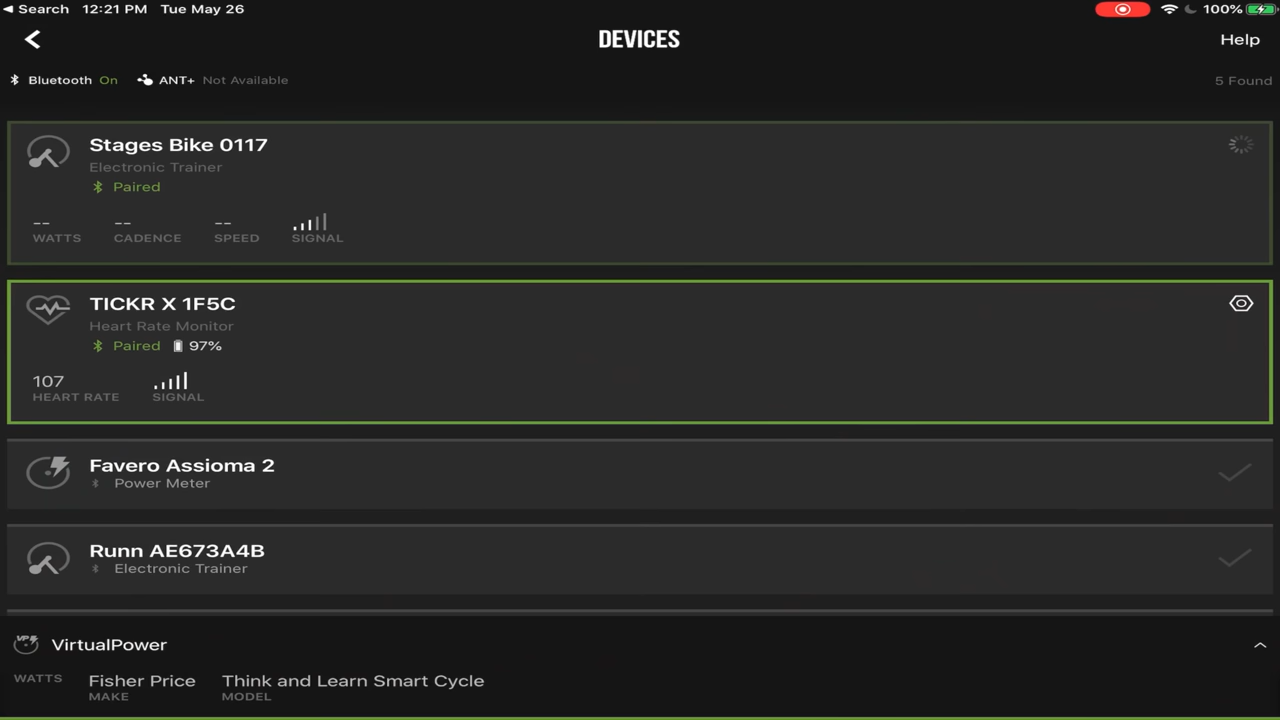 Search 12:21 PM Tue May 26 100%
DEVICES
Help
Bluetooth On ANT+ Not Available 5 Found
Stages Bike 0117
Electronic Trainer
Paired
-- -- --
WATTS CADENCE SPEED SIGNAL
TICKR X 1F5C
Heart Rate Monitor
Paired 97%
107
HEART RATE SIGNAL
Favero Assioma 2
Power Meter
Runn AE673A4B
Electronic Trainer
VP
VirtualPower
WATTS Fisher Price Think and Learn Smart Cycle
MAKE MODEL